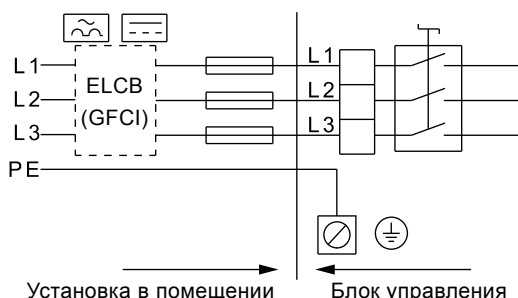 L1
ELCB
L2
(GFCI)
L3
PE
L1
L2
L3
Установка в помещении
Блок управления